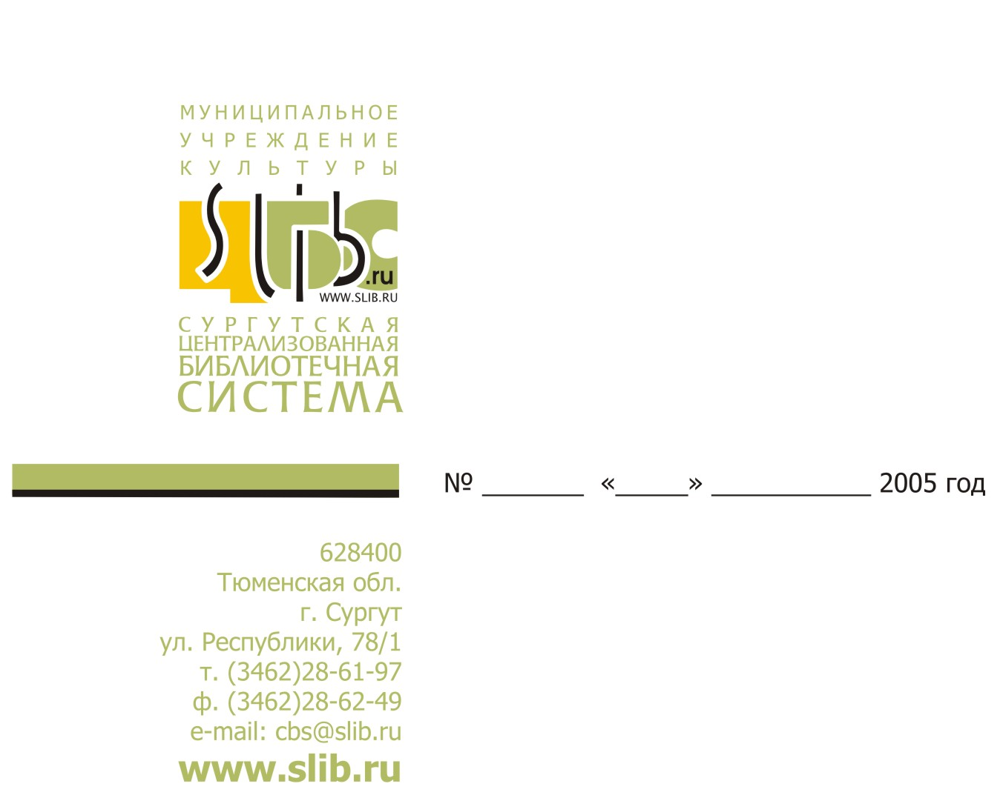 МУНИЦИПАЛЬНОЕ
УЧРЕЖДЕНИЕ
КУЛЬТУРЫ
slib
.ru
WWW.SLIB.RU
СУРГУТСКАЯ
ЦЕНТРАЛИЗОВАННАЯ
БИБЛИОТЕЧНАЯ
СИСТЕМА
№ ________ «_____» ____________ 2005 год
628400
Тюменская обл.
г. Сургут
ул. Республики, 78/1
т. (3462)28-61-97
ф. (3462)28-62-49
e-mail: cbs@slib.ru
www.slib.ru